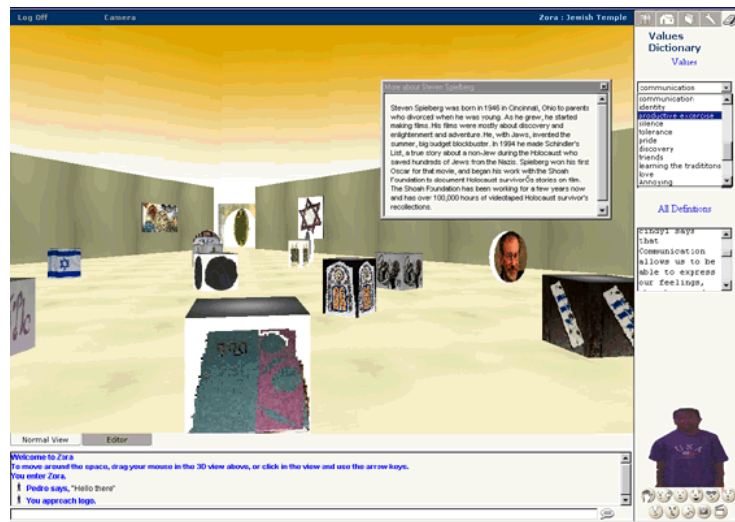 Log Off
Camera
Zora : Jewish Temple
More about Steven Spielberg
Steven Spieberg was born in 1946 in Cincinnati, Ohio to parents
who divorced when he was young. As he grew, he started
making films. His films were mostly about discovery and
enlightenment and adventure. He, with Jaws, invented the
summer, big budget blockbuster. In 1994 he made Schindler's
List, a true story about a non-Jew during the Holocaust who
saved hundreds of Jews from the Nazis. Spielberg won his first
Oscar for that movie, and began his work with the Shoah
Foundation to document Holocaust survivorÕs stories on film.
The Shoah Foundation has been working for a few years now
and has over 100,000 hours of videotaped Holocaust survivor's
recollections.
Values
Dictionary
Values
communication
communication
identity
productive excercise
silence
tolerance
pride
discovery
friends
learning the tradititons
love
Annoying
All Definitions
cindyl says
that
Communication
allows us to be
able to express
our feelings,
Normal View
Editor
Welcome to Zora
To move around the space, drag your mouse in the 3D view above, or click in the view and use the arrow keys.
You enter Zora.
Pedro says, "Hello there"
You approach logo.
USA